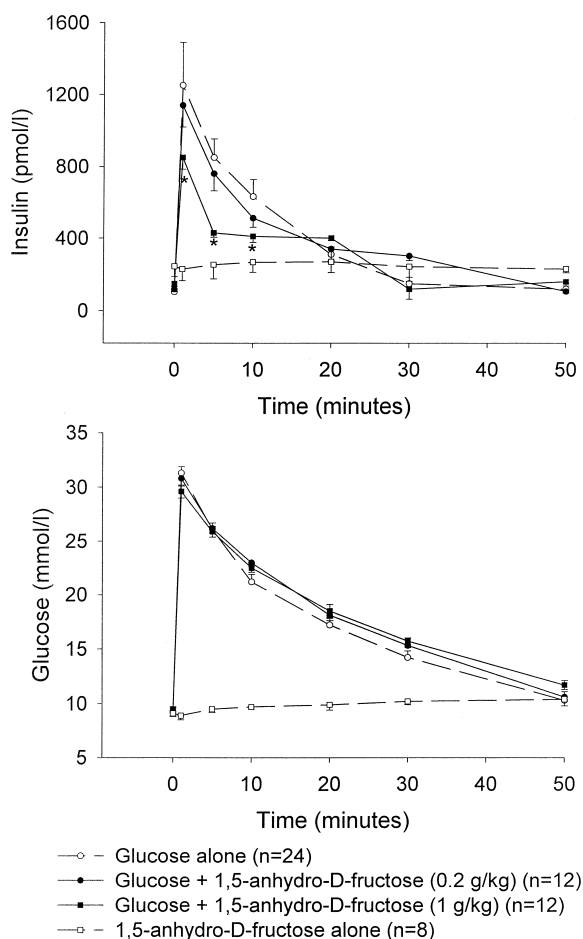 Insulin (pmol/l)
1600
1200
800
400
0
*
*
*
0 10 20 30 40 50
Time (minutes)
Glucose (mmol/l)
35
30
25
20
15
10
5
0 10 20 30 40 50
Time (minutes)
Glucose alone (n=24)
Glucose + 1,5-anhydro-D-fructose (0.2 g/kg) (n=12)
Glucose + 1,5-anhydro-D-fructose (1 g/kg) (n=12)
1,5-anhydro-D-fructose alone (n=8)